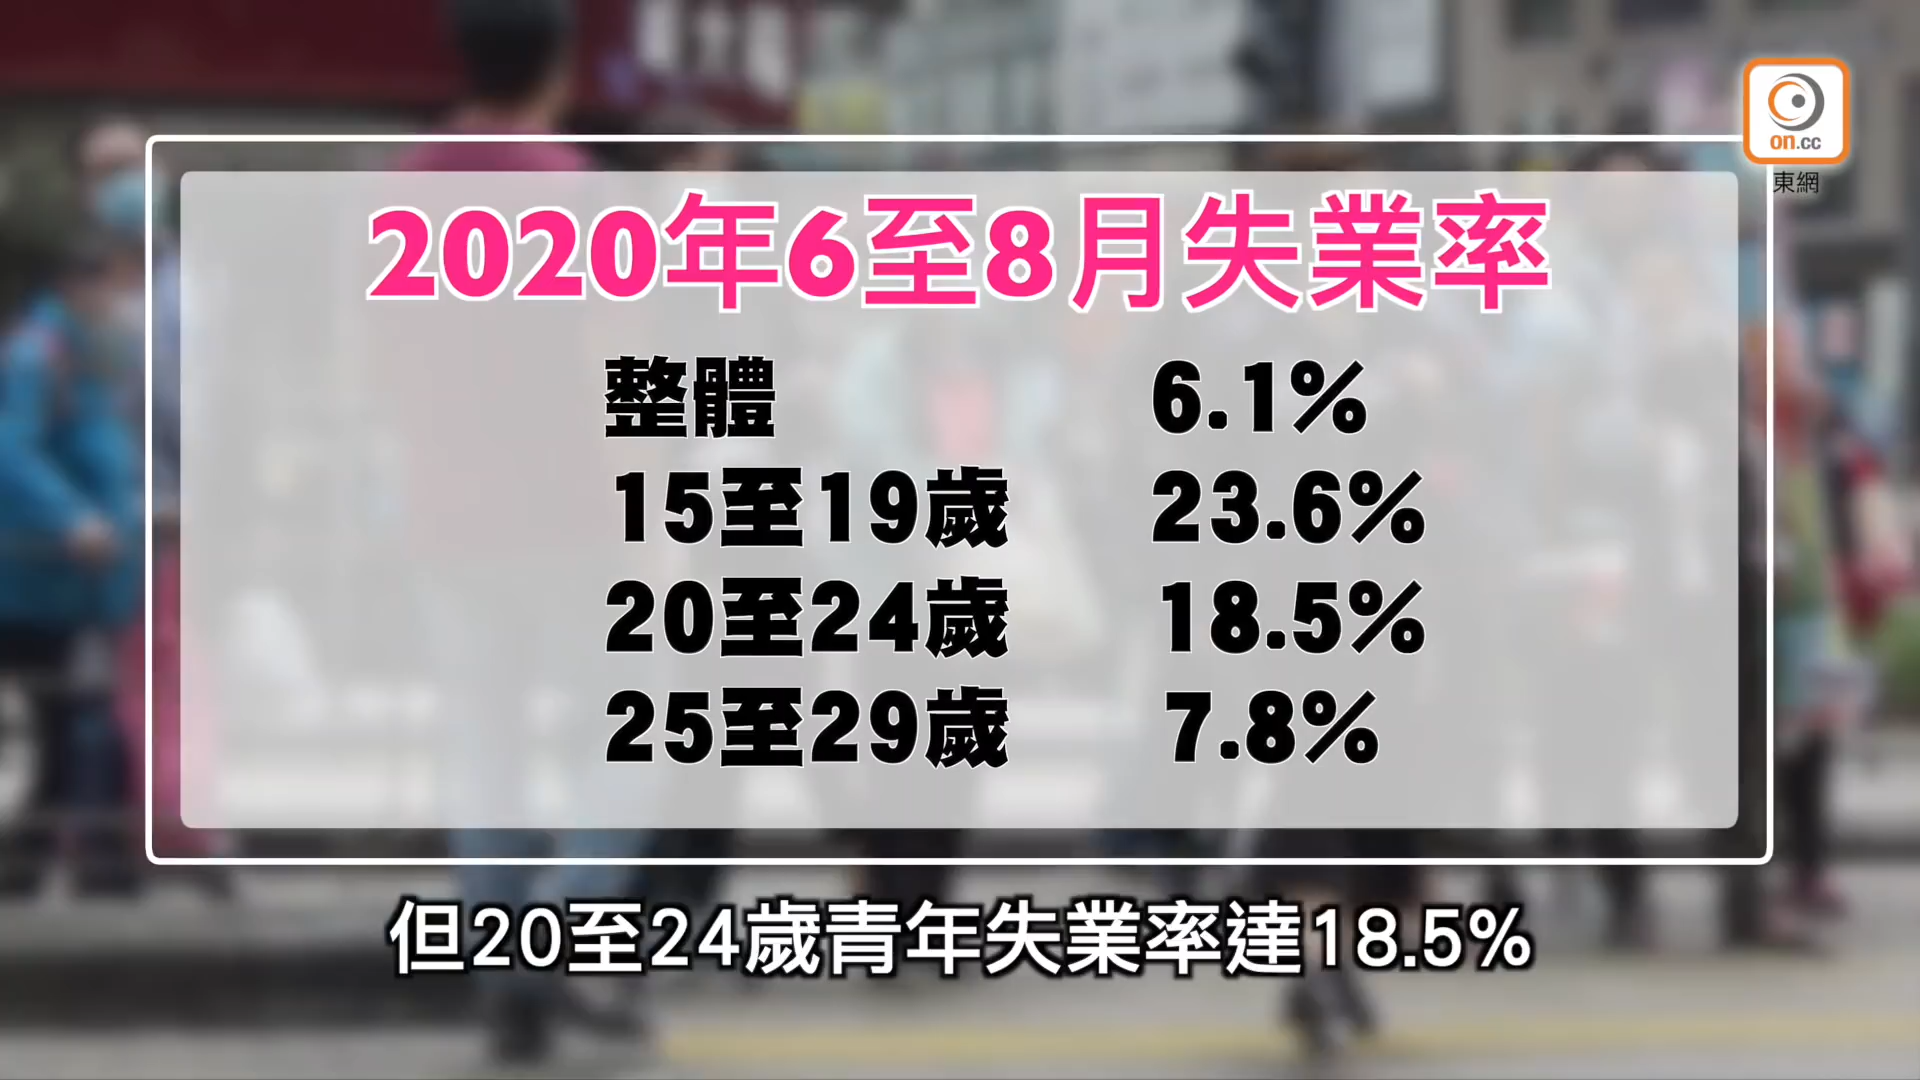 on.cc
東網
2020年6至8月失業率
整體 6.1%
15至19歲 23.6%
20至24歲 18.5%
25至29歲 7.8%
但20至24歲青年失業率達18.5%